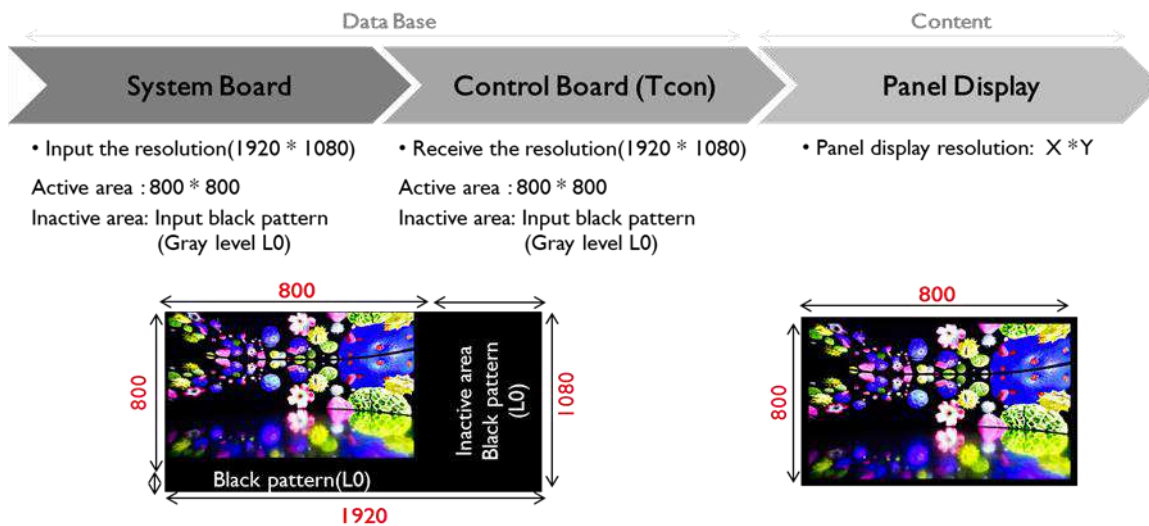 Data Base
Content
System Board
Control Board (Tcon)
Panel Display
• Input the resolution(1920 * 1080)
Active area : 800 * 800
Inactive area: Input black pattern
(Gray level L0)
• Receive the resolution(1920 * 1080)
Active area : 800 * 800
Inactive area: Input black pattern
(Gray level L0)
• Panel display resolution: X * Y
800
800
Inactive area
Black pattern
(L0)
1080
Black pattern(L0)
1920
800
800